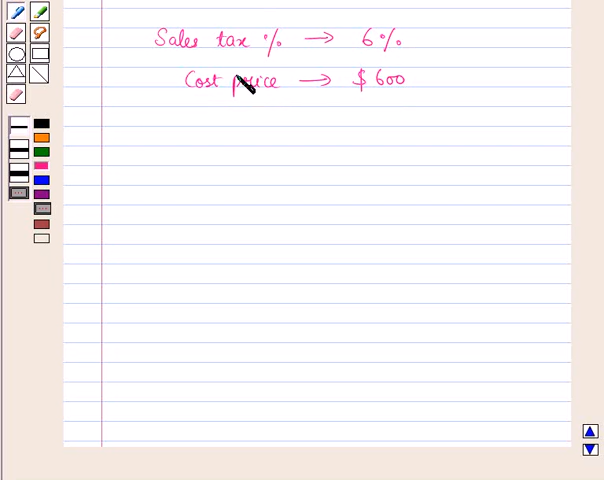 Sales tax % → 6%
Cost price → $600